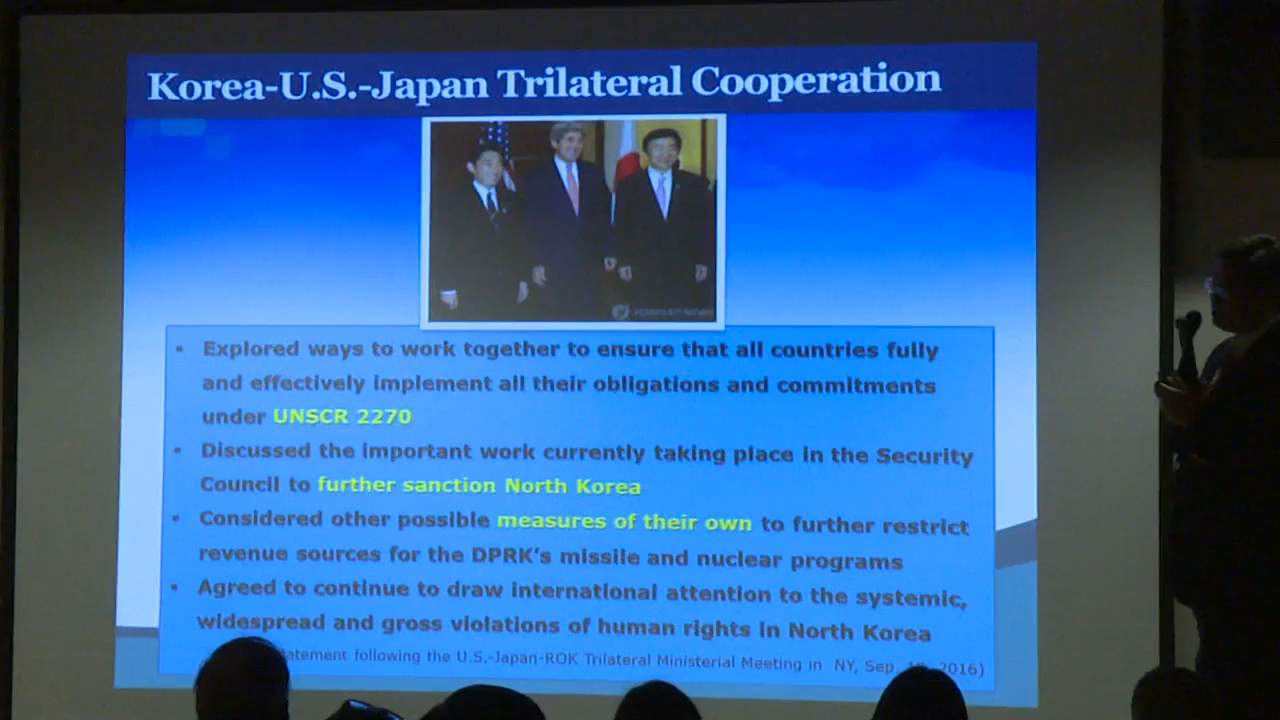 Korea-U.S.-Japan Trilateral Cooperation
▪ Explored ways to work together to ensure that all countries fully
and effectively implement all their obligations and commitments
under UNSCR 2270
▪ Discussed the important work currently taking place in the Security
Council to further sanction North Korea
▪ Considered other possible measures of their own to further restrict
revenue sources for the DPRK's missile and nuclear programs
▪ Agreed to continue to draw international attention to the systemic,
widespread and gross violations of human rights in North Korea
following the U.S.-Japan-ROK Trilateral Ministerial Meeting in NY, Sep. 2016)